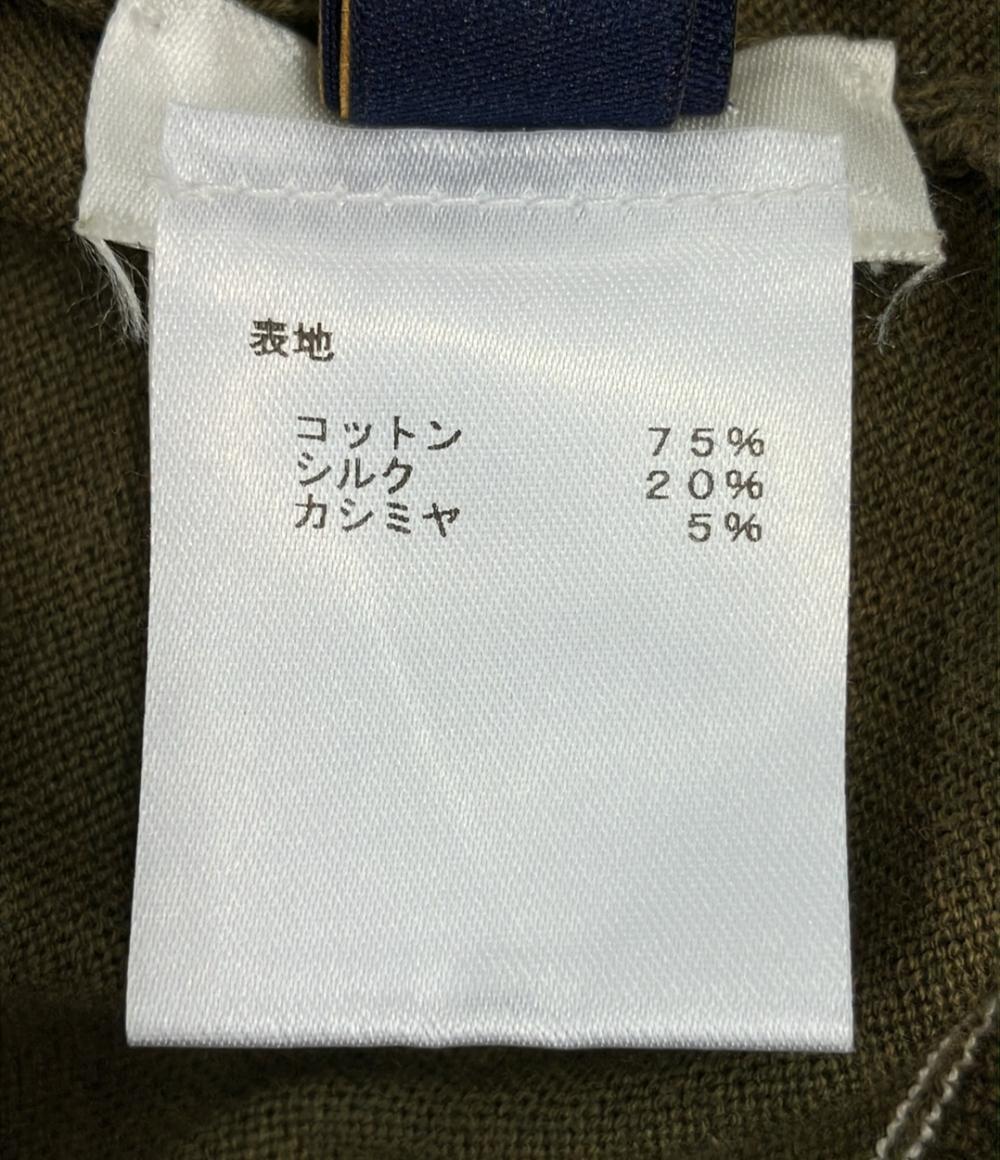 表地
コットン 75%
シルク 20%
カシミヤ 5%